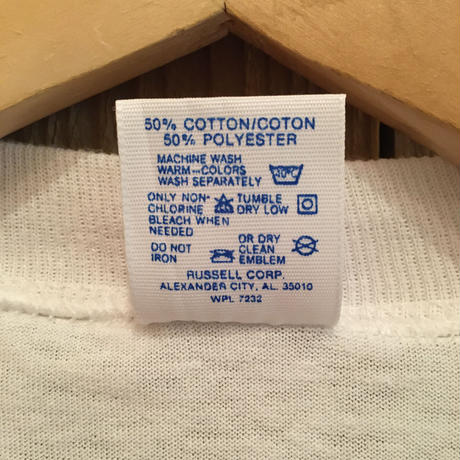 50% COTTON/COTON
50% POLYESTER
MACHINE WASH
WARM-COLORS
WASH SEPARATELY
40°C
ONLY NON-
CHLORINE
BLEACH WHEN
NEEDED
TUMBLE
DRY LOW
DO NOT
IRON
OR DRY
CLEAN
EMBLEM
RUSSELL CORP.
ALEXANDER CITY, AL. 35010
WPL 7232